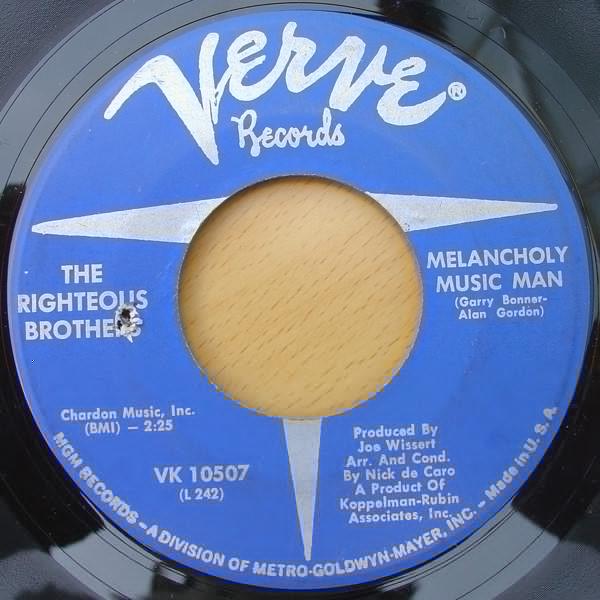 Verve®
Records
THE
RIGHTEOUS
BROTHERS
MELANCHOLY
MUSIC MAN
(Garry Bonner-
Alan Gordon)
Chardon Music, Inc.
(BMI) — 2:25
VK 10507
(L 242)
Produced By
Joe Wissert
Arr. And Cond.
By Nick de Caro
A Product Of
Koppelman-Rubin
Associates, Inc.
MGM RECORDS – A DIVISION OF METRO-GOLDWYN-MAYER, INC. – Made in U. S. A.